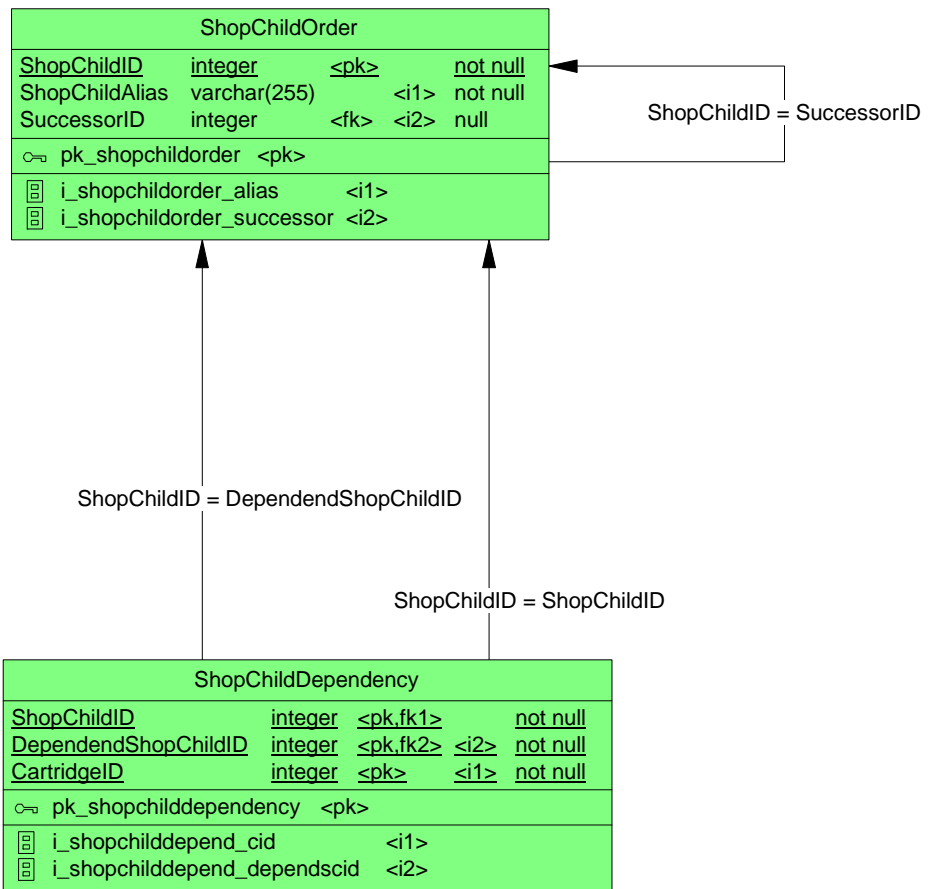 ShopChildOrder
ShopChildID integer <pk> not null
ShopChildAlias varchar(255) <i1> not null
SuccessorID integer <fk> <i2> null
pk_shopchildorder <pk>
i_shopchildorder_alias <i1>
i_shopchildorder_successor <i2>
ShopChildID = SuccessorID
ShopChildID = DependendShopChildID
ShopChildID = ShopChildID
ShopChildDependency
ShopChildID integer <pk,fk1> not null
DependendShopChildID integer <pk,fk2> <i2> not null
CartridgeID integer <pk> <i1> not null
pk_shopchilddependency <pk>
i_shopchilddepend_cid <i1>
i_shopchilddepend_dependscid <i2>